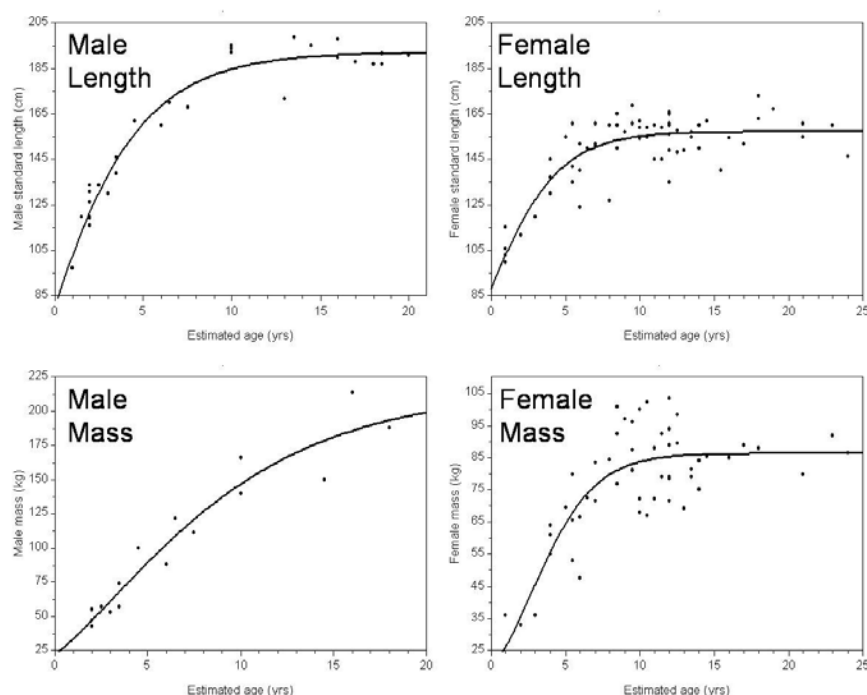 Male
Length
Male standard length (cm)
205
185
165
145
125
105
85
0 5 10 15 20
Estimated age (yrs)
Female
Length
Female standard length (cm)
205
185
165
145
125
105
85
0 5 10 15 20 25
Estimated age (yrs)
Male
Mass
Male mass (kg)
225
200
175
150
125
100
75
50
25
0 5 10 15 20
Estimated age (yrs)
Female
Mass
Female mass (kg)
105
85
65
45
25
0 5 10 15 20 25
Estimated age (yrs)